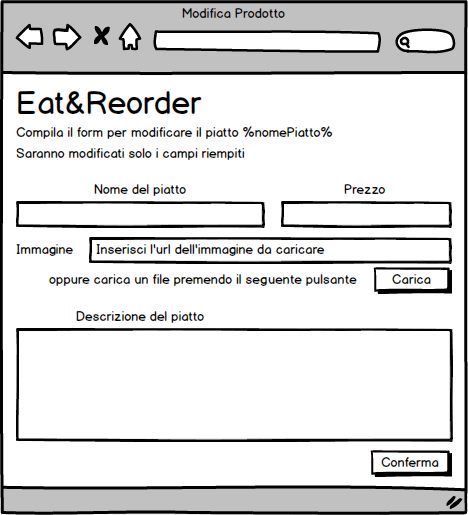 Modifica Prodotto
Eat&Reorder
Compila il form per modificare il piatto %nomePiatto%
Saranno modificati solo i campi riempiti
Nome del piatto Prezzo
Immagine Inserisci l'url dell'immagine da caricare
oppure carica un file premendo il seguente pulsante Carica
Descrizione del piatto
Conferma